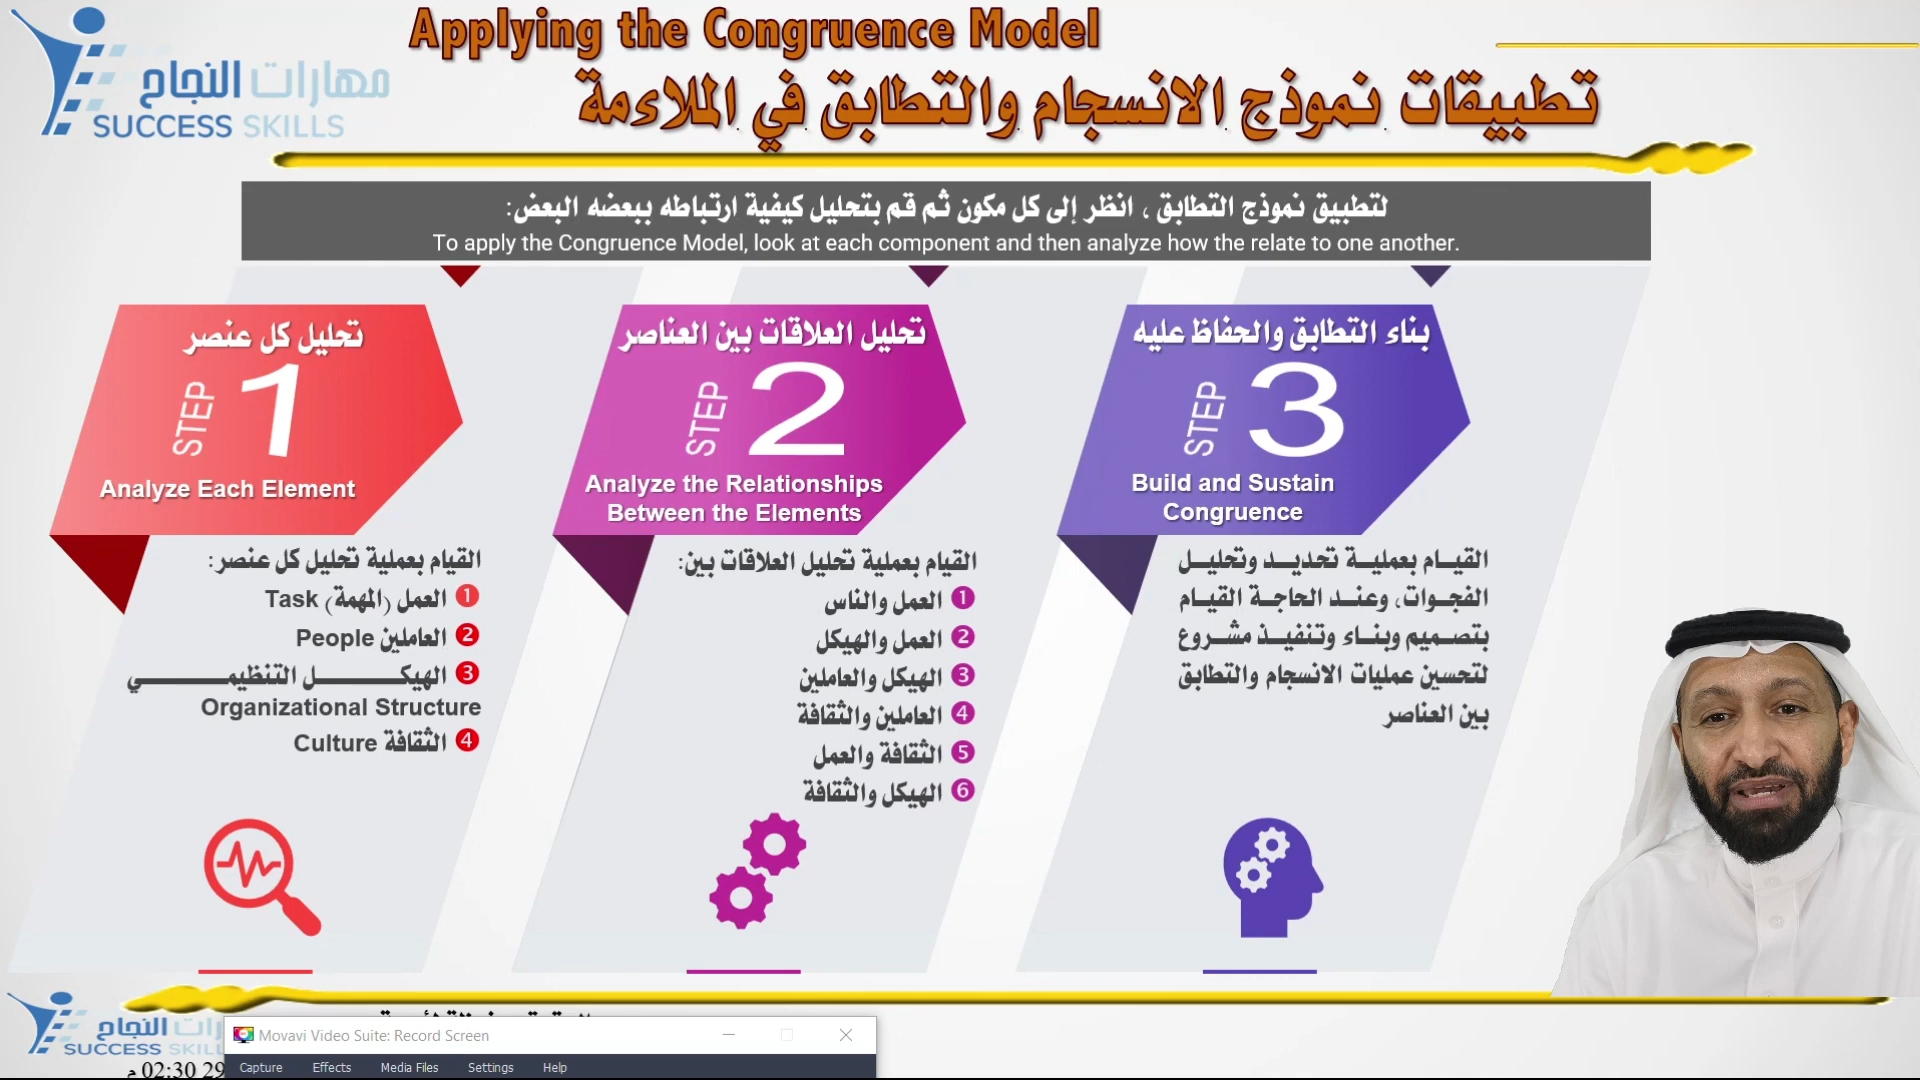 Applying the Congruence Model
مهارات النجاح
SUCCESS SKILLS
تطبيقات نموذج الانسجام والتطابق في الملاءمة
لتطبيق نموذج التطابق ، انظر إلى كل مكون ثم قم بتحليل كيفية ارتباطه ببعضه البعض:
To apply the Congruence Model, look at each component and then analyze how the relate to one another.
تحليل كل عنصر
STEP 1
Analyze Each Element
القيام بعملية تحليل كل عنصر:
1 العمل (المهمة) Task
2 العاملين People
3 الهيكل التنظيمي
Organizational Structure
4 الثقافة Culture
تحليل العلاقات بين العناصر
STEP 2
Analyze the Relationships
Between the Elements
القيام بعملية تحليل العلاقات بين:
1 العمل والناس
2 العمل والهيكل
3 الهيكل والعاملين
4 العاملين والثقافة
5 الثقافة والعمل
6 الهيكل والثقافة
بناء التطابق والحفاظ عليه
STEP 3
Build and Sustain
Congruence
القيام بعملية تحديد وتحليل
الفجوات، وعند الحاجة القيام
بتصميم وبناء وتنفيذ مشروع
لتحسين عمليات الانسجام والتطابق
بين العناصر
النجاح
SUCCESS
02:30 29
Movavi Video Suite: Record Screen
Capture Effects Media Files Settings Help